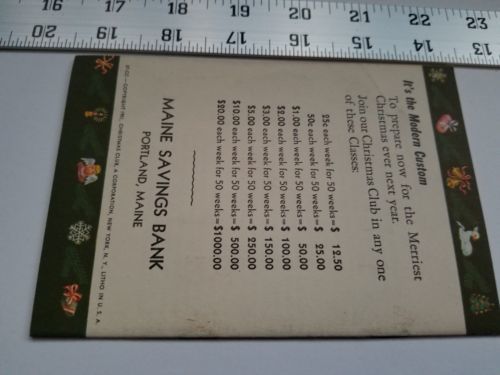 16 17 18 19 20 21 22 23
20 19 18 17 16 15 14 13
It's the Modern Custom
To prepare now for the Merriest
Christmas ever next year.
Join our Christmas Club in any one
of those Classes:
25c each week for 50 weeks= $ 12.50
50c each week for 50 weeks= $ 25.00
$1.00 each week for 50 weeks= $ 50.00
$2.00 each week for 50 weeks= $ 100.00
$3.00 each week for 50 weeks= $ 150.00
$5.00 each week for 50 weeks= $ 250.00
$10.00 each week for 50 weeks= $ 500.00
$20.00 each week for 50 weeks= $1000.00
MAINE SAVINGS BANK
PORTLAND, MAINE
COPYRIGHT CHRISTMAS CLUB, A CORPORATION, NEW YORK, N. Y., LITHO IN U. S. A.